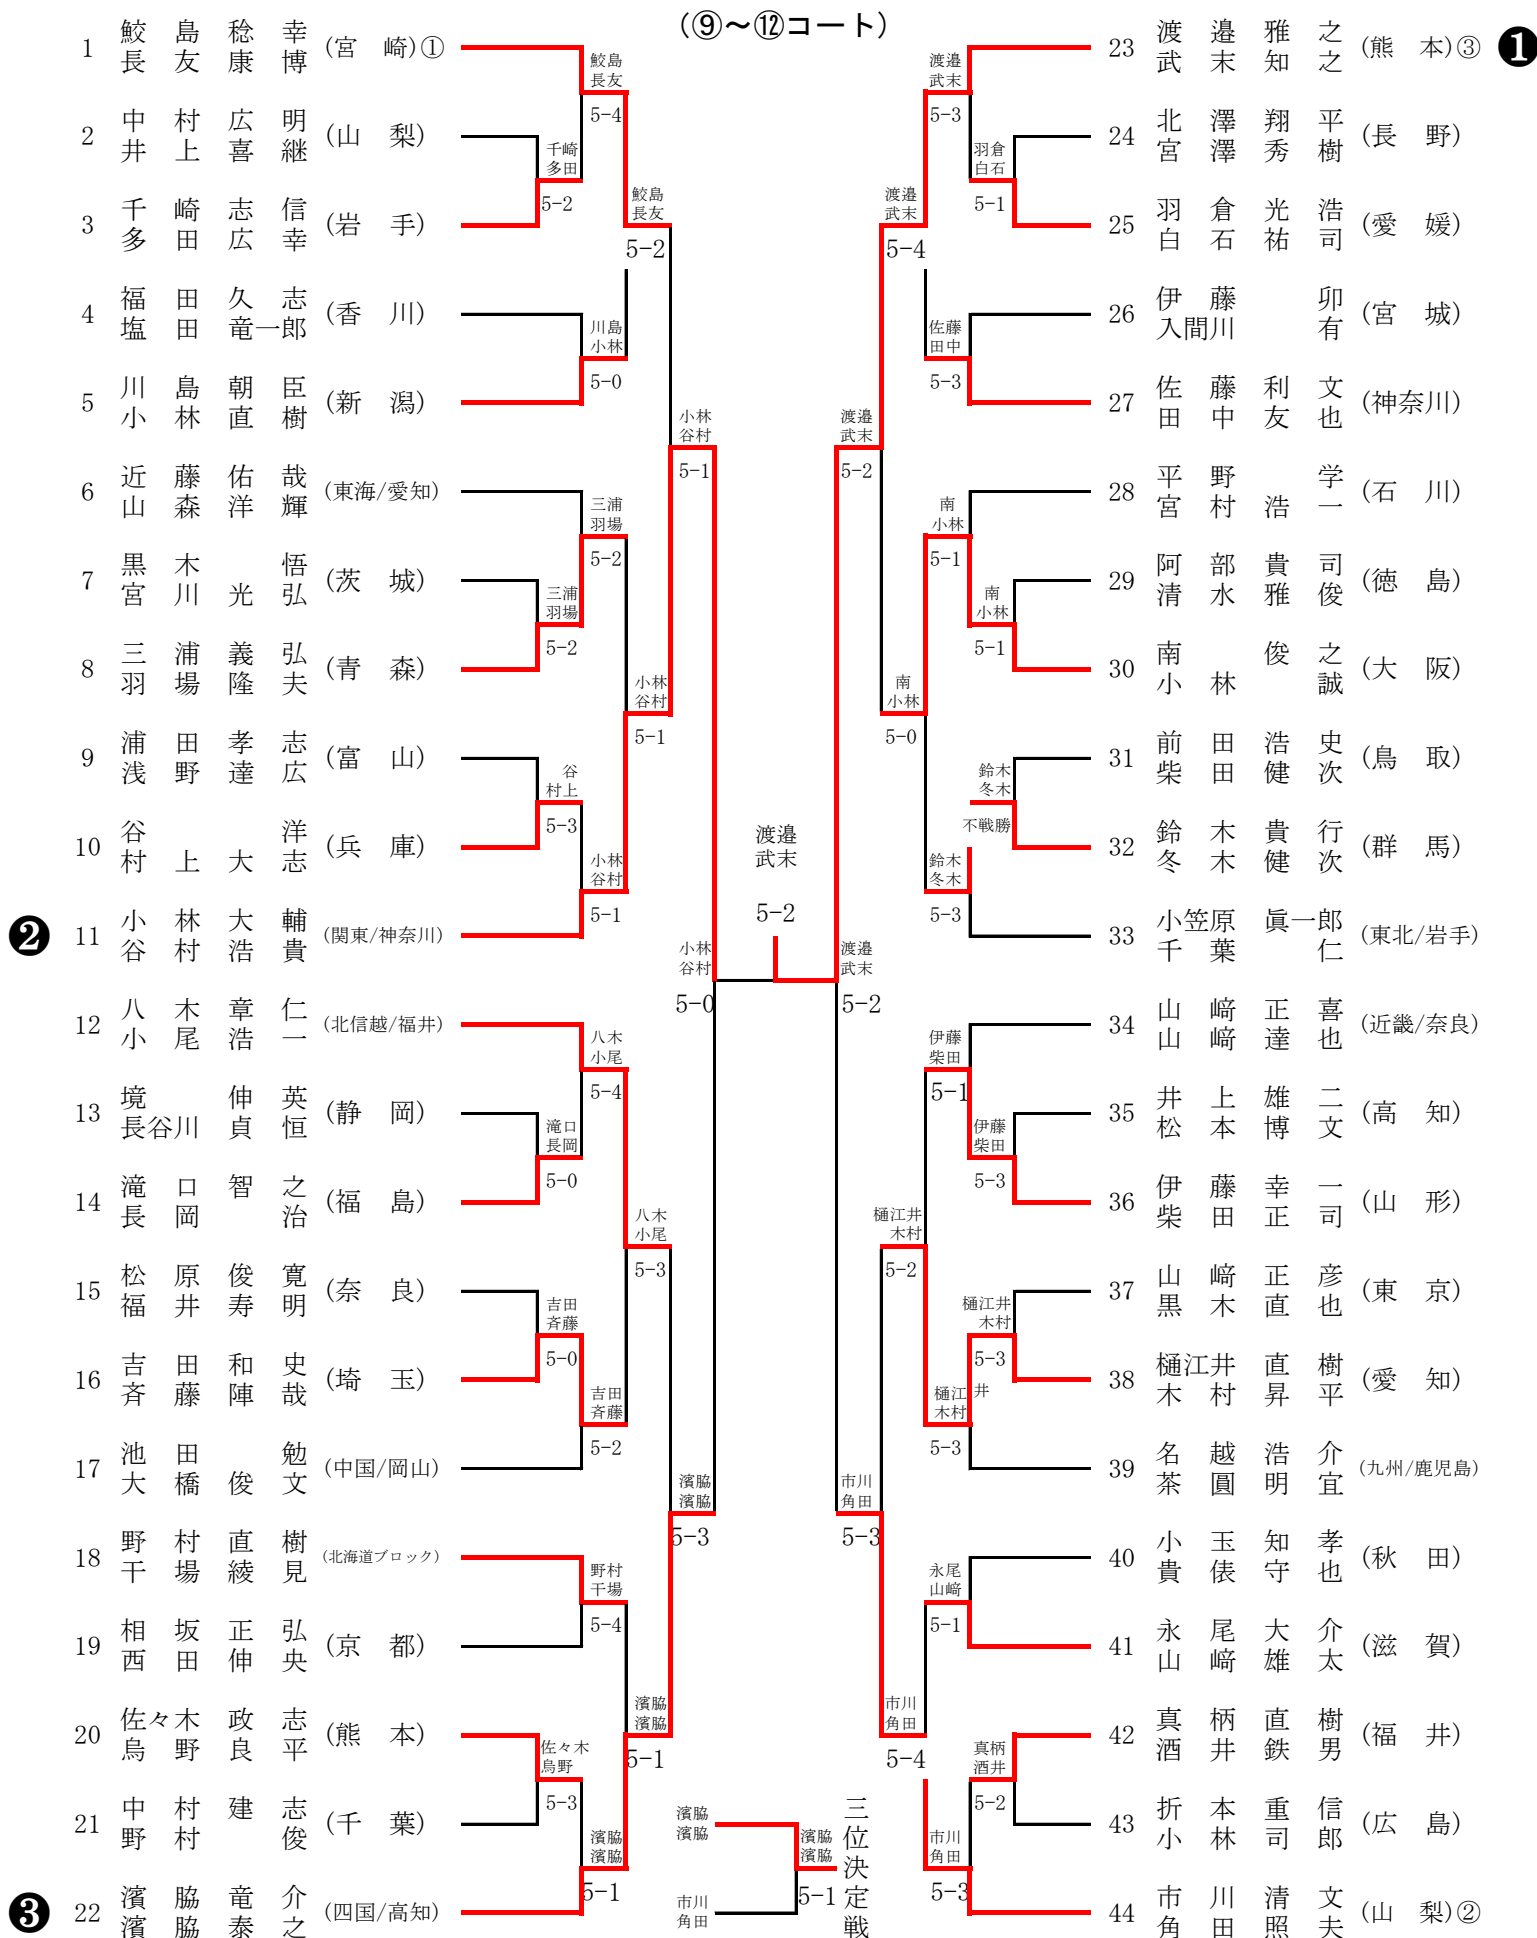 (⑨～⑫コート)
1 鮫島稔幸 長友康博 (宮崎)①
2 中村広明 井上喜継 (山梨)
3 千崎志信 多田広幸 (岩手)
4 福田久志 塩田竜一郎 (香川)
5 川島朝臣 小林直樹 (新潟)
6 近藤佑哉 山森洋輝 (東海/愛知)
7 黒木悟 宮川光弘 (茨城)
8 三浦義弘 羽場隆夫 (青森)
9 浦田孝志 浅野達広 (富山)
10 谷洋 村上大志 (兵庫)
❷ 11 小林大輔 谷村浩貴 (関東/神奈川)
12 八木章仁 小尾浩一 (北信越/福井)
13 境伸英 長谷川貞恒 (静岡)
14 滝口智之 長岡治 (福島)
15 松原俊寛 福井寿明 (奈良)
16 吉田和史 斉藤陣哉 (埼玉)
17 池田勉 大橋俊文 (中国/岡山)
18 野村直樹 干場綾見 (北海道ブロック)
19 相坂正弘 西田伸央 (京都)
20 佐々木政志 烏野良平 (熊本)
21 中村建志 野村俊 (千葉)
❸ 22 濱脇竜介 濱脇泰之 (四国/高知)
鮫島 長友 5-4
千崎 多田 5-2
鮫島 長友 5-2
川島 小林 5-0
小林 谷村 5-1
三浦 羽場 5-2
三浦 羽場 5-2
小林 谷村 5-1
谷 村上 5-3
小林 谷村 5-1
小林 谷村 5-0
八木 小尾 5-4
滝口 長岡 5-0
八木 小尾 5-3
吉田 斉藤 5-0
吉田 斉藤 5-2
濱脇 濱脇 5-3
野村 干場 5-4
濱脇 濱脇 5-1
佐々木 烏野 5-3
濱脇 濱脇 5-1
渡邉 武末 5-2
濱脇 濱脇
市川 角田
濱脇 濱脇 5-1
三位決定戦
渡邉 武末 5-3
羽倉 白石 5-1
渡邉 武末 5-4
佐藤 田中 5-3
渡邉 武末 5-2
南 小林 5-1
南 小林 5-1
南 小林 5-0
鈴木 冬木 不戦勝
鈴木 冬木 5-3
渡邉 武末 5-2
伊藤 柴田 5-1
伊藤 柴田 5-3
樋江井 木村 5-2
樋江井 木村 5-3
樋江井 木村 5-3
市川 角田 5-3
永尾 山﨑 5-1
市川 角田 5-4
真柄 酒井 5-2
市川 角田 5-3
23 渡邉雅之 武末知之 (熊本)③ ❶
24 北澤翔平 宮澤秀樹 (長野)
25 羽倉光浩 白石祐司 (愛媛)
26 伊藤卯 入間川有 (宮城)
27 佐藤利文 田中友也 (神奈川)
28 平野学 宮村浩一 (石川)
29 阿部貴司 清水雅俊 (徳島)
30 南俊之 小林誠 (大阪)
31 前田浩史 柴田健次 (鳥取)
32 鈴木貴行 冬木健次 (群馬)
33 小笠原眞一郎 千葉仁 (東北/岩手)
34 山﨑正喜 山﨑達也 (近畿/奈良)
35 井上雄二 松本博文 (高知)
36 伊藤幸一 柴田正司 (山形)
37 山﨑正彦 黒木直也 (東京)
38 樋江井直樹 木村昇平 (愛知)
39 名越浩介 茶圓明宜 (九州/鹿児島)
40 小玉知孝 貴俵守也 (秋田)
41 永尾大介 山﨑雄太 (滋賀)
42 真柄直樹 酒井鉄男 (福井)
43 折本重信 小林司郎 (広島)
44 市川清文 角田照夫 (山梨)②